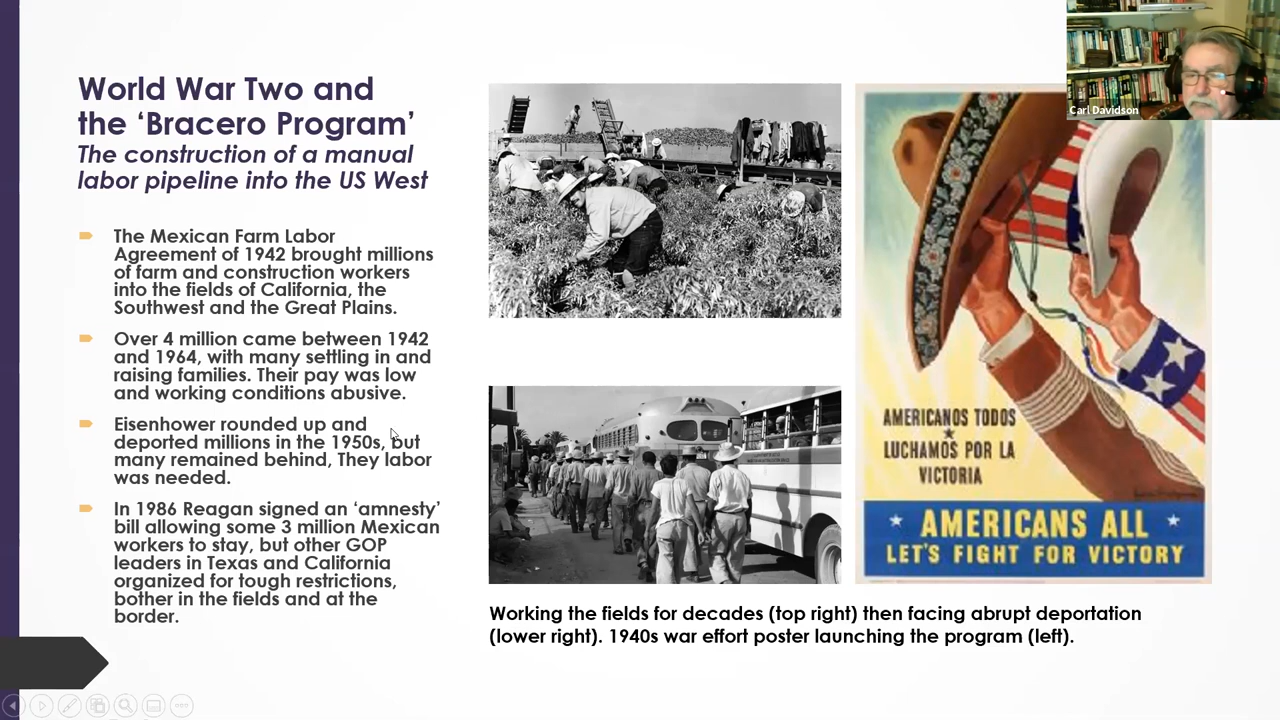 World War Two and
the ‘Bracero Program’
The construction of a manual
labor pipeline into the US West
The Mexican Farm Labor
Agreement of 1942 brought millions
of farm and construction workers
into the fields of California, the
Southwest and the Great Plains.
Over 4 million came between 1942
and 1964, with many settling in and
raising families. Their pay was low
and working conditions abusive.
Eisenhower rounded up and
deported millions in the 1950s, but
many remained behind, They labor
was needed.
In 1986 Reagan signed an ‘amnesty’
bill allowing some 3 million Mexican
workers to stay, but other GOP
leaders in Texas and California
organized for tough restrictions,
bother in the fields and at the
border.
Carl Davidson
AMERICANOS TODOS
LUCHAMOS POR LA
VICTORIA
AMERICANS ALL
LET'S FIGHT FOR VICTORY
Working the fields for decades (top right) then facing abrupt deportation
(lower right). 1940s war effort poster launching the program (left).